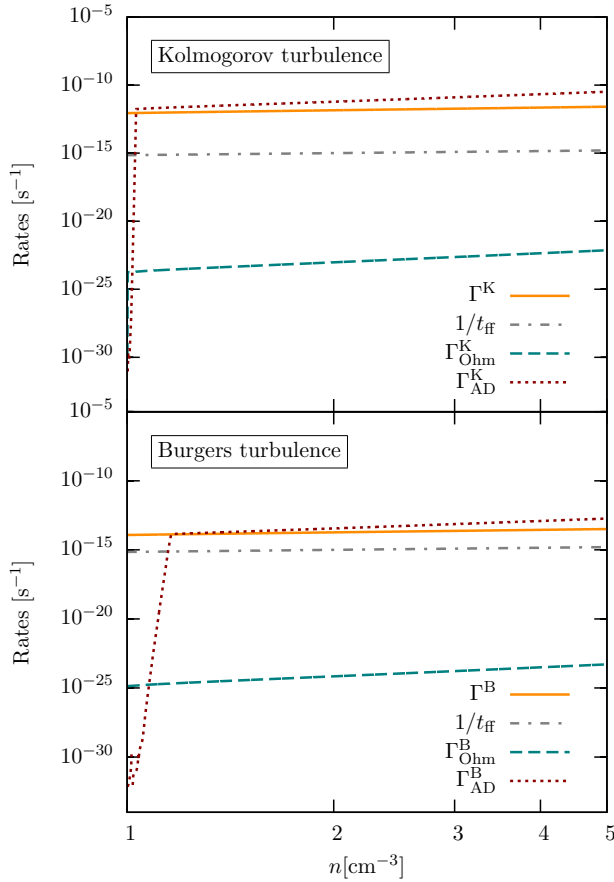 10⁻⁵
Kolmogorov turbulence
10⁻¹⁰
10⁻¹⁵
10⁻²⁰
10⁻²⁵
10⁻³⁰
Rates [s⁻¹]
Γᴷ
1/t_ff
Γ^K_Ohm
Γ^K_AD
10⁻⁵
Burgers turbulence
10⁻¹⁰
10⁻¹⁵
10⁻²⁰
10⁻²⁵
10⁻³⁰
Rates [s⁻¹]
Γᴮ
1/t_ff
Γ^B_Ohm
Γ^B_AD
1 2 3 4 5
n[cm⁻³]